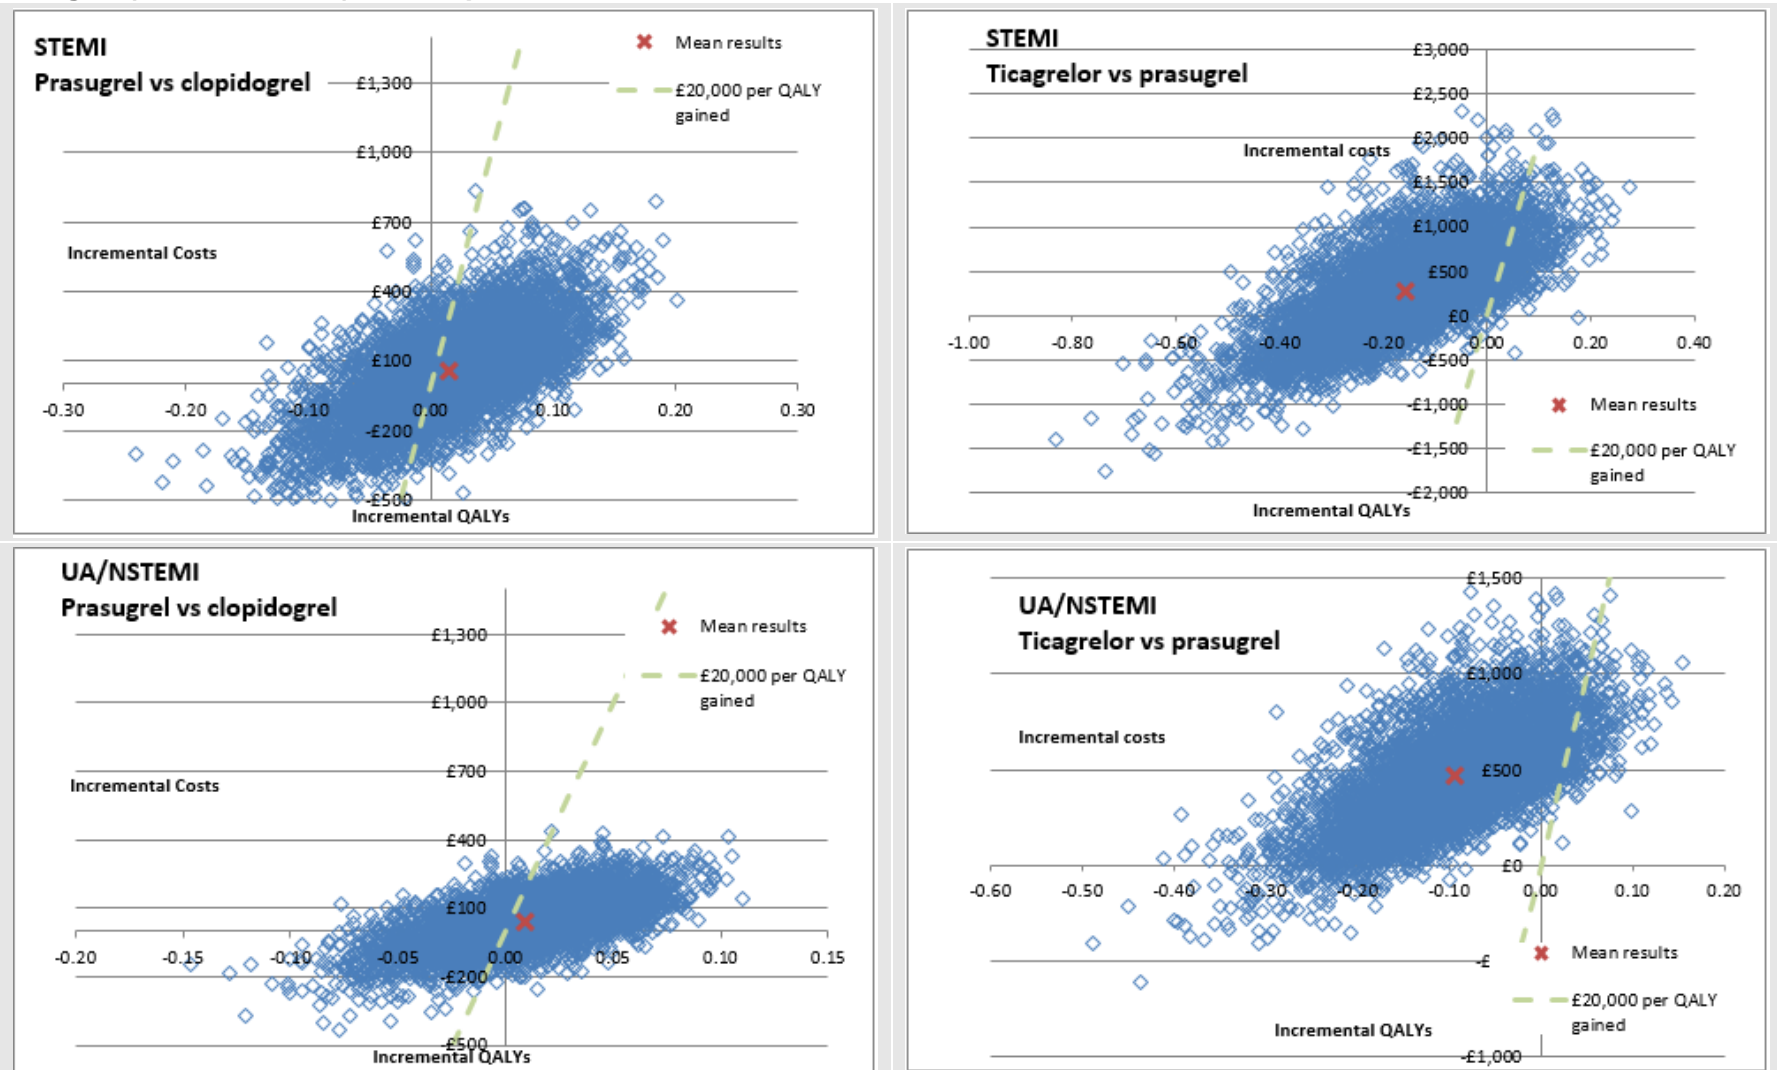 STEMI
Prasugrel vs clopidogrel
Mean results
£20,000 per QALY
gained
£1,300
£1,000
£700
Incremental Costs
£400
£100
-0.30 -0.20 -0.10 0.00 0.10 0.20 0.30
-£200
-£500
Incremental QALYs
STEMI
Ticagrelor vs prasugrel
£3,000
£2,500
£2,000
Incremental costs
£1,500
£1,000
£500
£0
-1.00 -0.80 -0.60 -0.40 -0.20 0.00 0.20 0.40
-£500
-£1,000
Mean results
-£1,500
£20,000 per QALY
gained
-£2,000
Incremental QALYs
UA/NSTEMI
Prasugrel vs clopidogrel
Mean results
£20,000 per QALY
gained
£1,300
£1,000
£700
Incremental Costs
£400
£100
-0.20 -0.15 -0.10 -0.05 0.00 0.05 0.10 0.15
-£200
-£500
Incremental QALYs
UA/NSTEMI
Ticagrelor vs prasugrel
£1,500
£1,000
Incremental costs
£500
£0
-0.60 -0.50 -0.40 -0.30 -0.20 -0.10 0.00 0.10 0.20
-£
Mean results
£20,000 per QALY
gained
Incremental QALYs
-£1,000